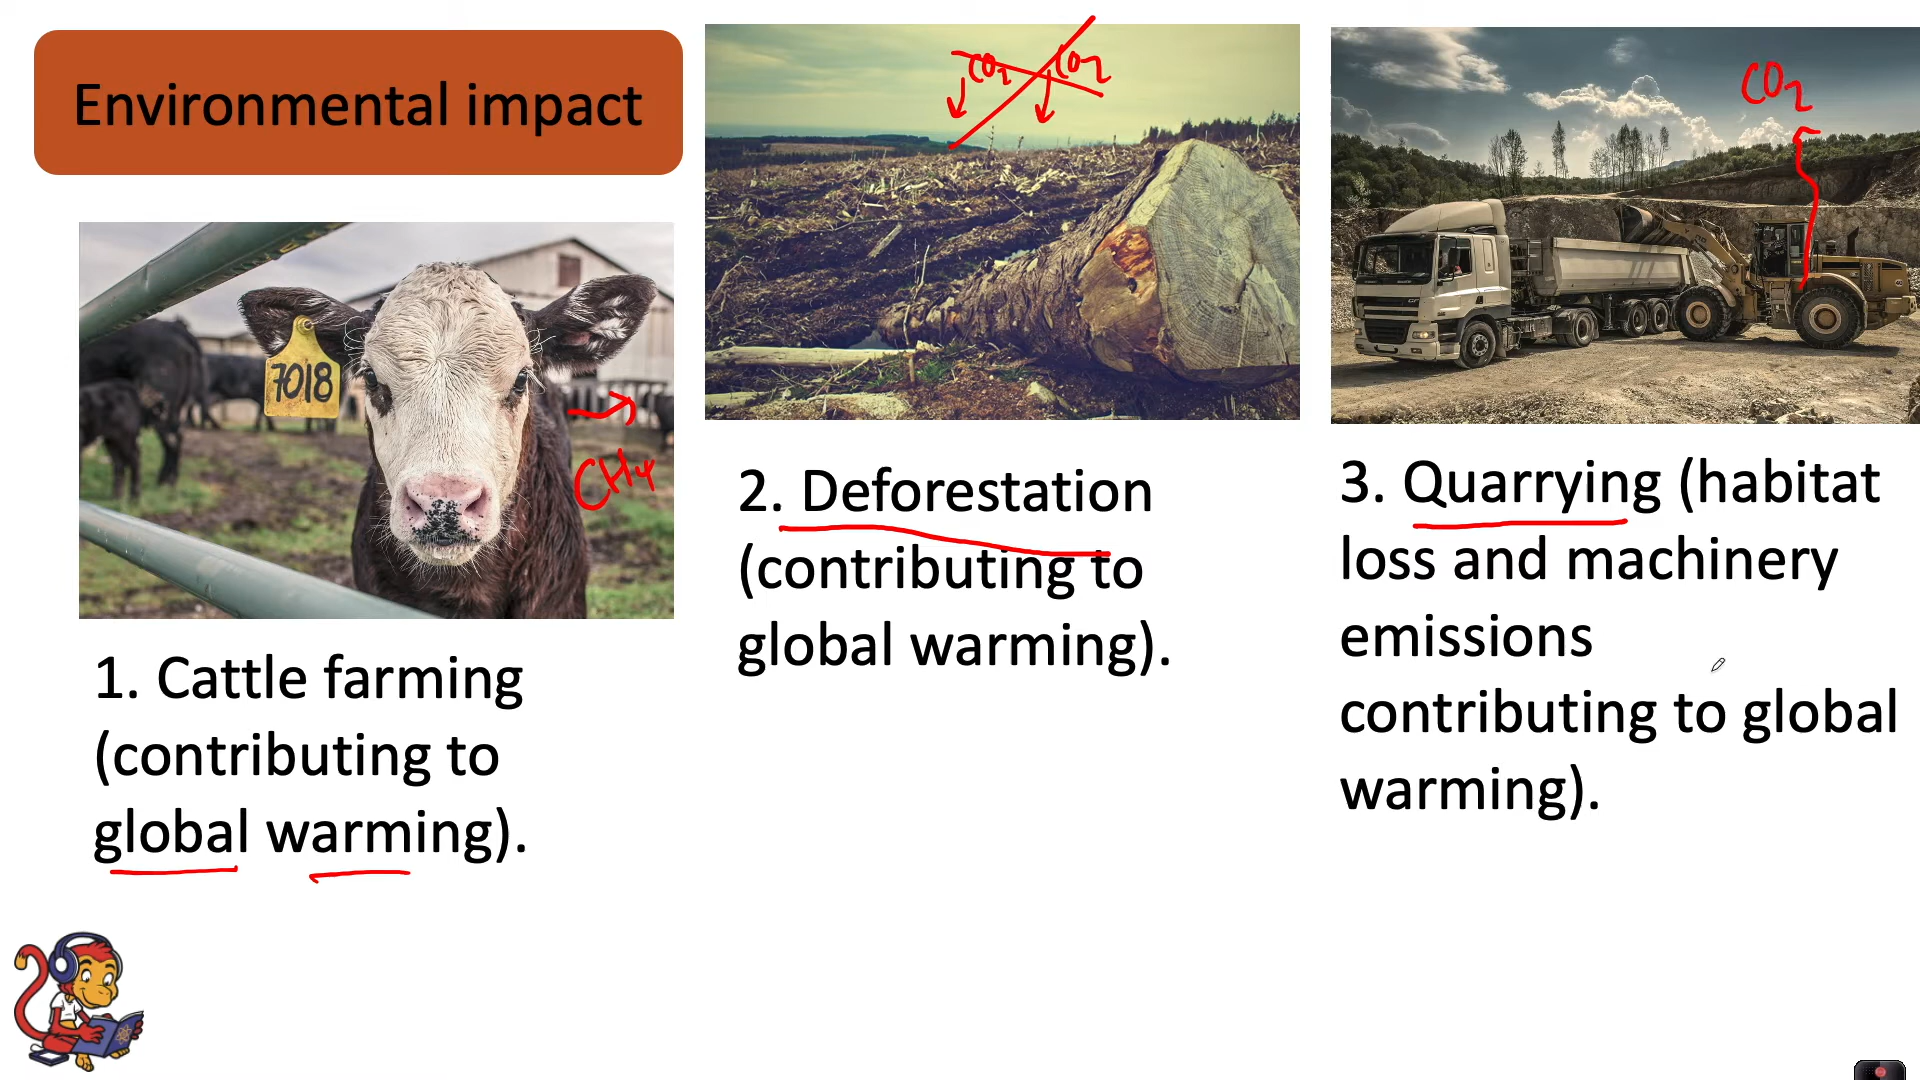 Environmental impact
7018
CH4
1. Cattle farming
(contributing to
global warming).
CO2 CO2
2. Deforestation
(contributing to
global warming).
CO2
3. Quarrying (habitat
loss and machinery
emissions
contributing to global
warming).